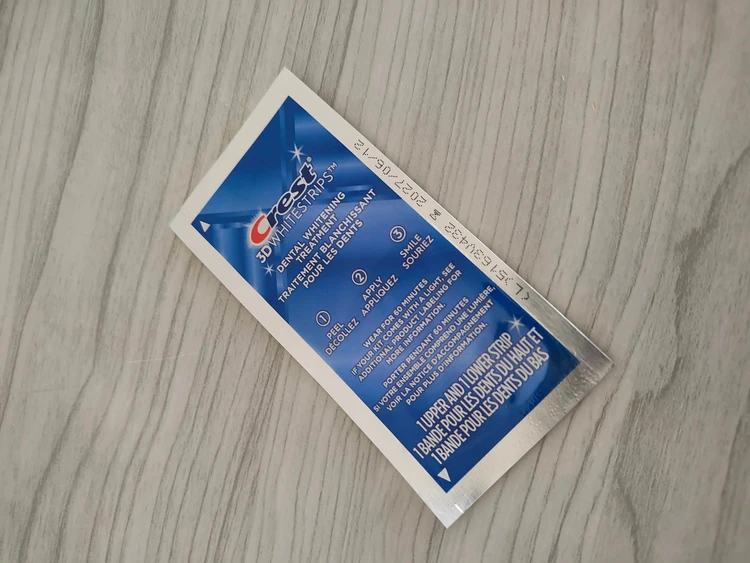 Crest®
3DWHITESTRIPS™
DENTAL WHITENING
TREATMENT
TRAITEMENT BLANCHISSANT
POUR LES DENTS
1
PEEL
DÉCOLLEZ
2
APPLY
APPLIQUEZ
3
SMILE
SOURIEZ
WEAR FOR 60 MINUTES
IF YOUR KIT COMES WITH A LIGHT, SEE
ADDITIONAL PRODUCT LABELING FOR
MORE INFORMATION.
PORTER PENDANT 60 MINUTES
SI VOTRE ENSEMBLE COMPREND UNE LUMIÈRE,
VOIR LA NOTICE D'ACCOMPAGNEMENT
POUR PLUS D'INFORMATION.
1 UPPER AND 1 LOWER STRIP
1 BANDE POUR LES DENTS DU HAUT ET
1 BANDE POUR LES DENTS DU BAS
2027/06/12